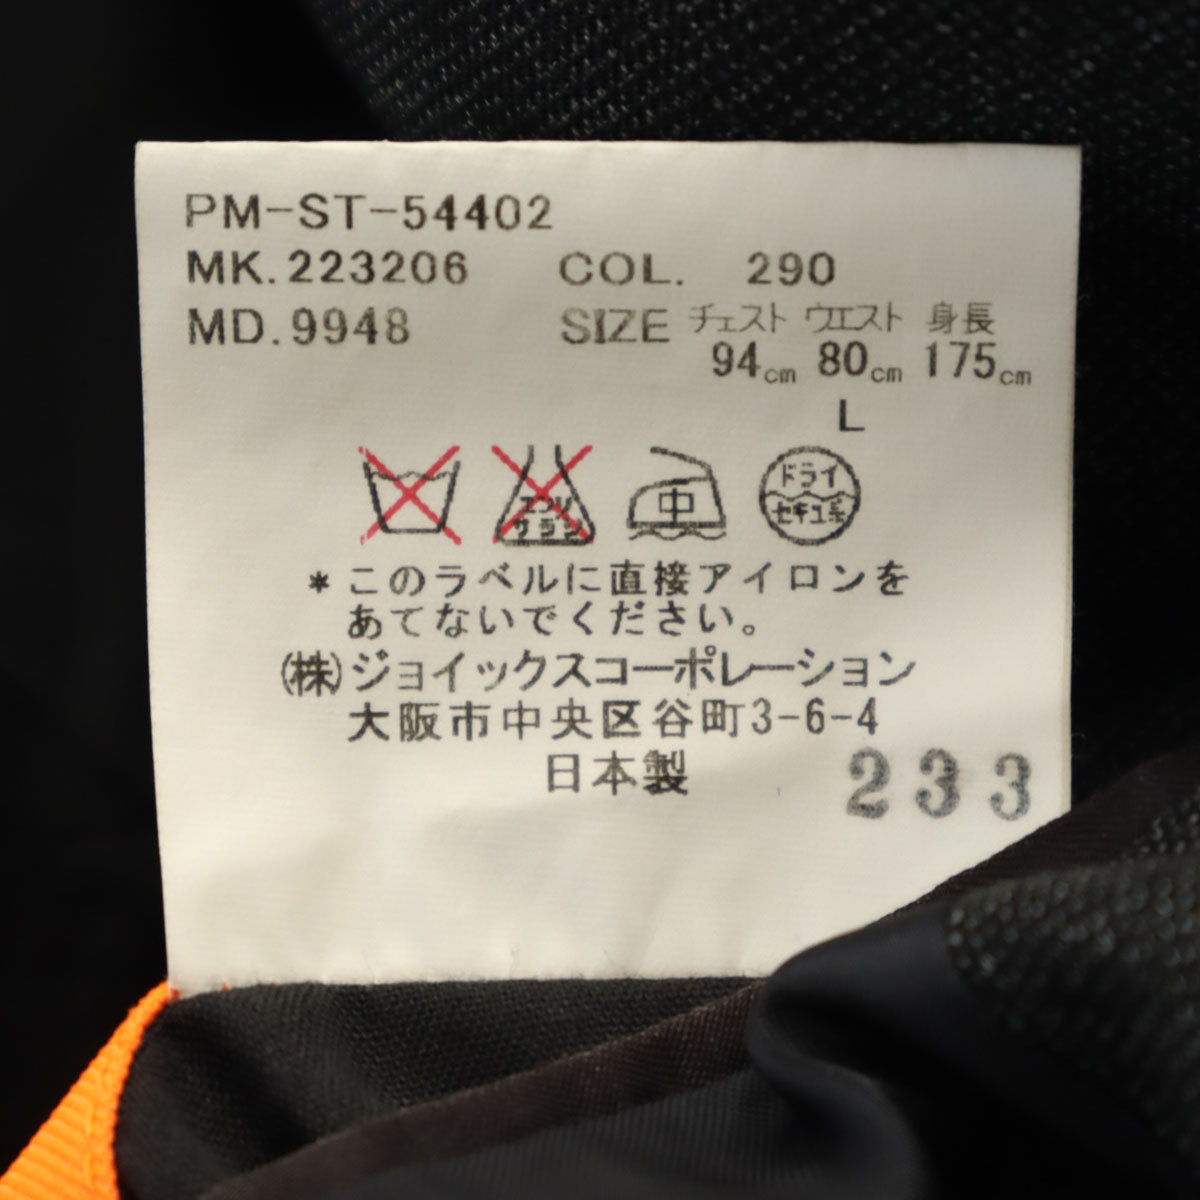 PM-ST-54402
MK.223206 COL. 290
MD.9948 SIZE チェスト ウエスト 身長
94cm 80cm 175cm
L
エンソ サラシ 中 ドライ セキユ系
＊このラベルに直接アイロンを
あてないでください。
㈱ジョイックスコーポレーション
大阪市中央区谷町3-6-4
日本製
233